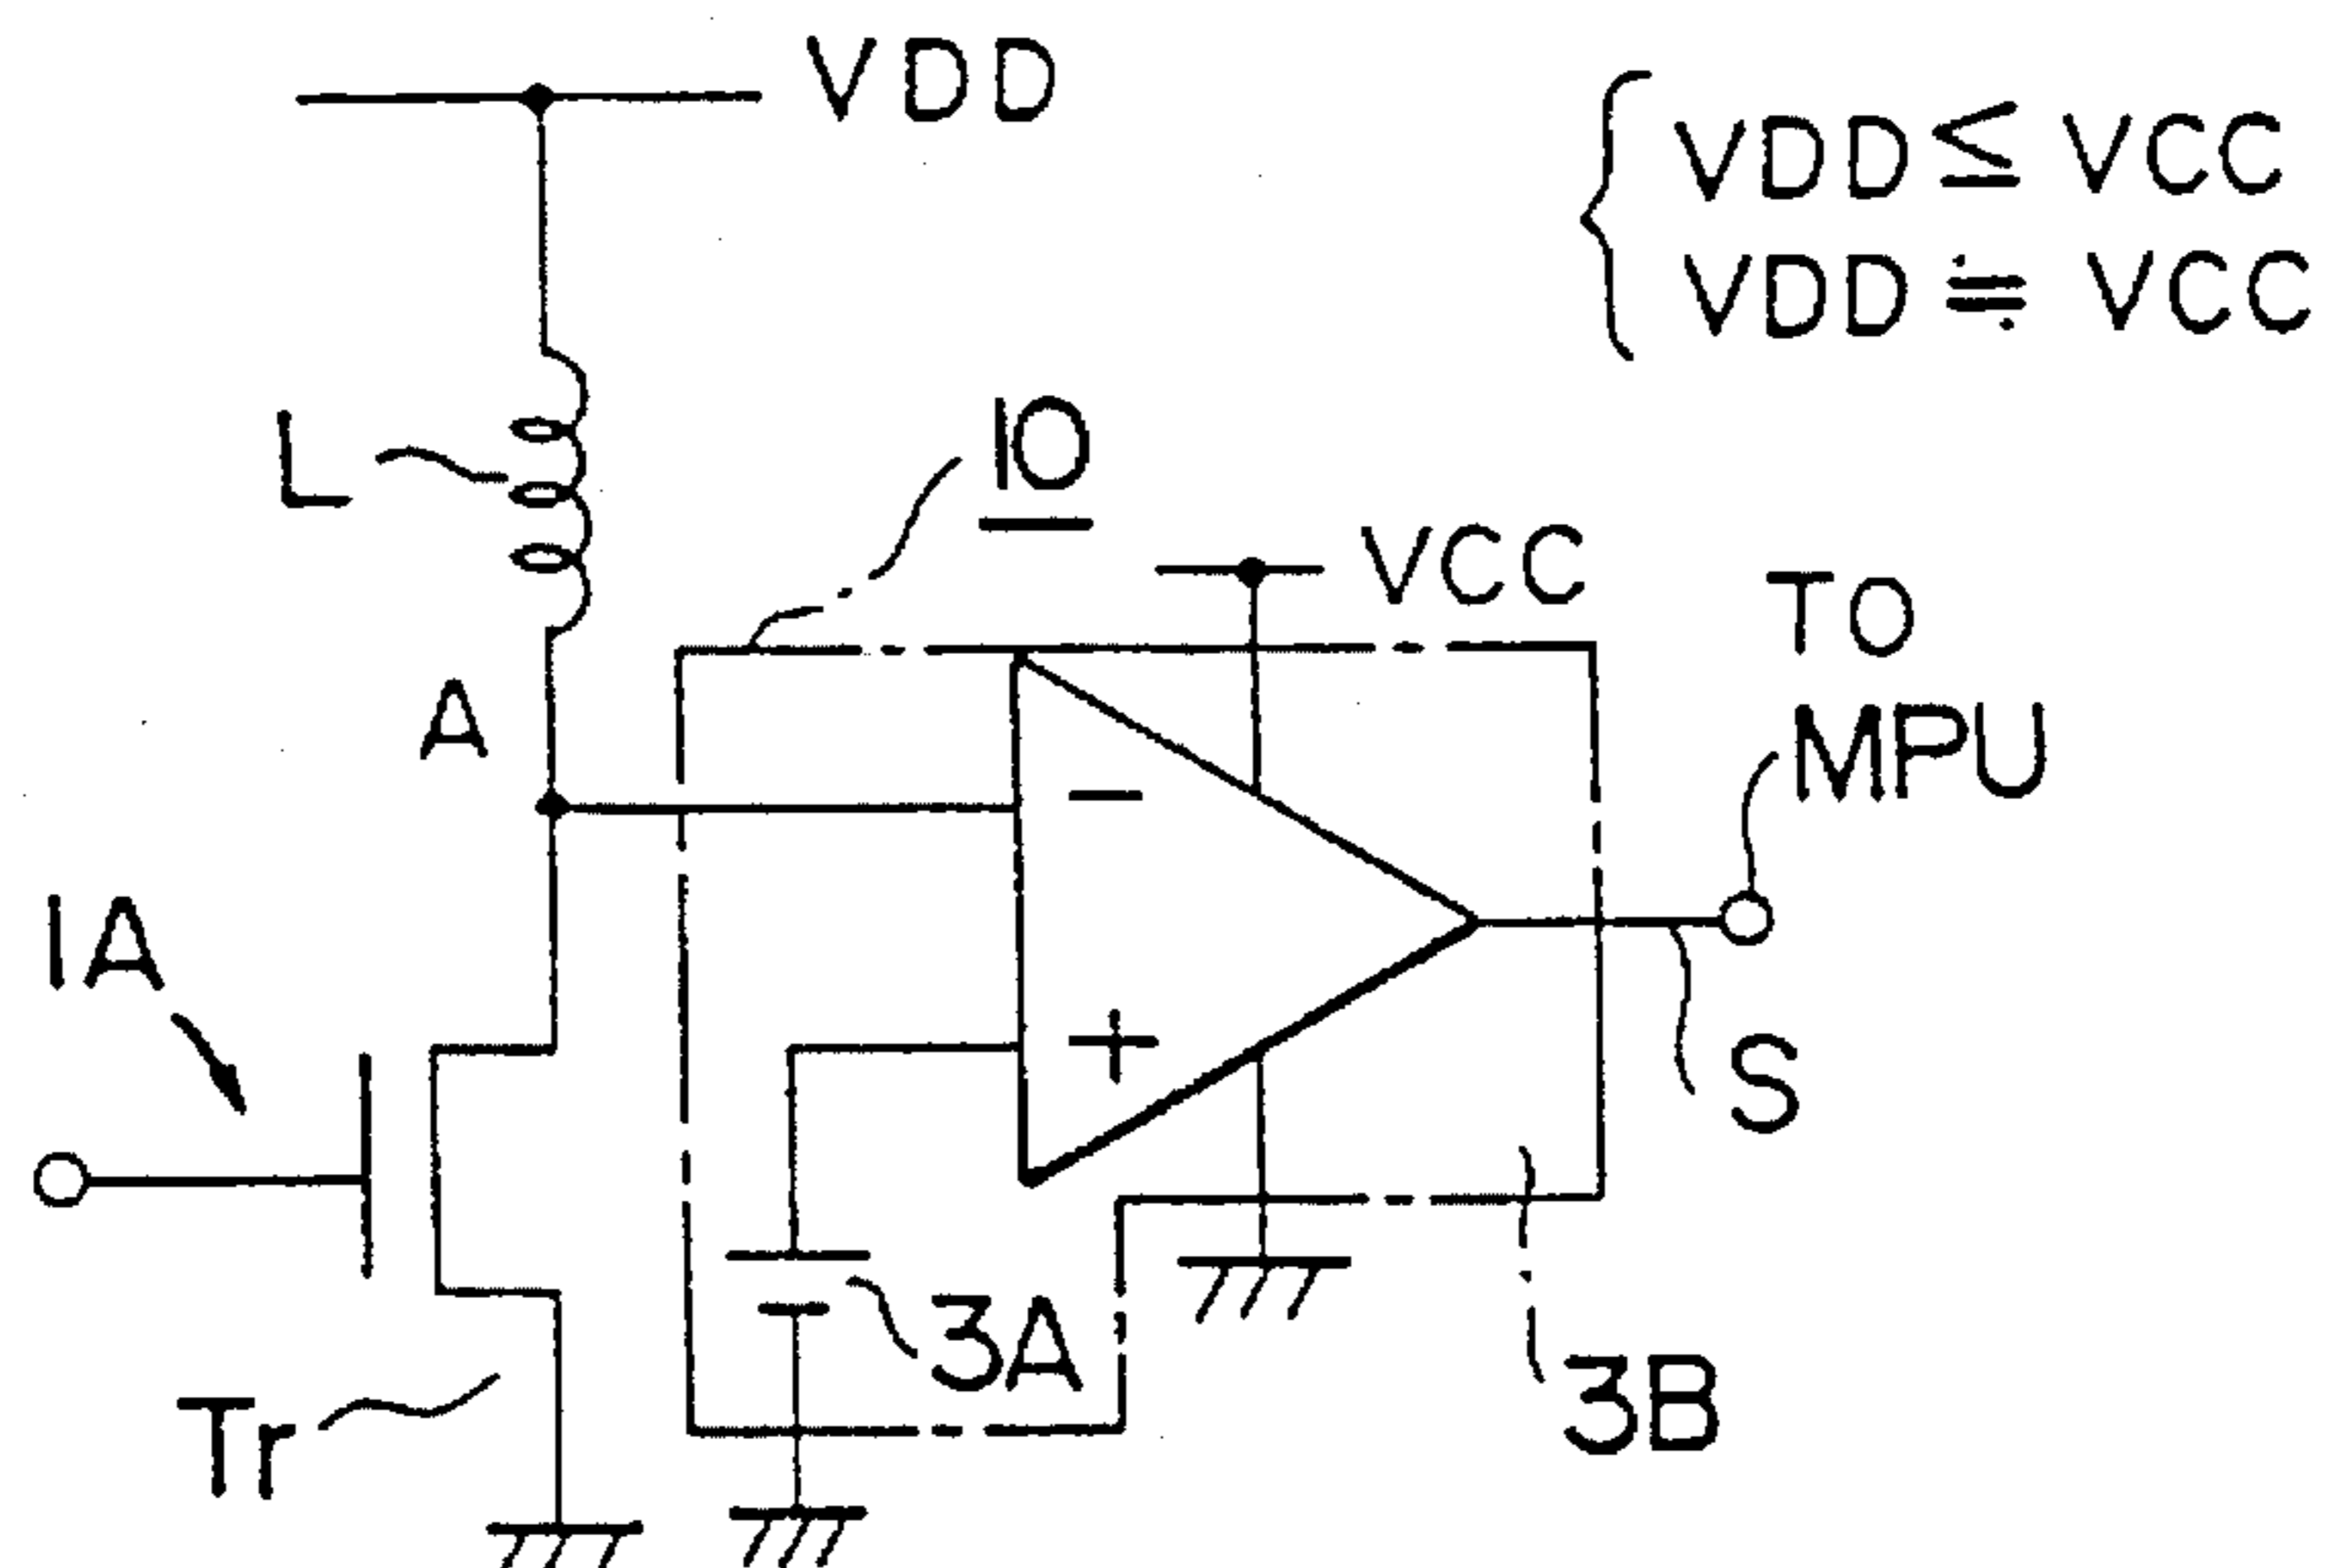 VDD
VDD ≤ VCC
VDD ≒ VCC
L
10
VCC
TO
MPU
A
−
1A
+
S
3A
3B
Tr